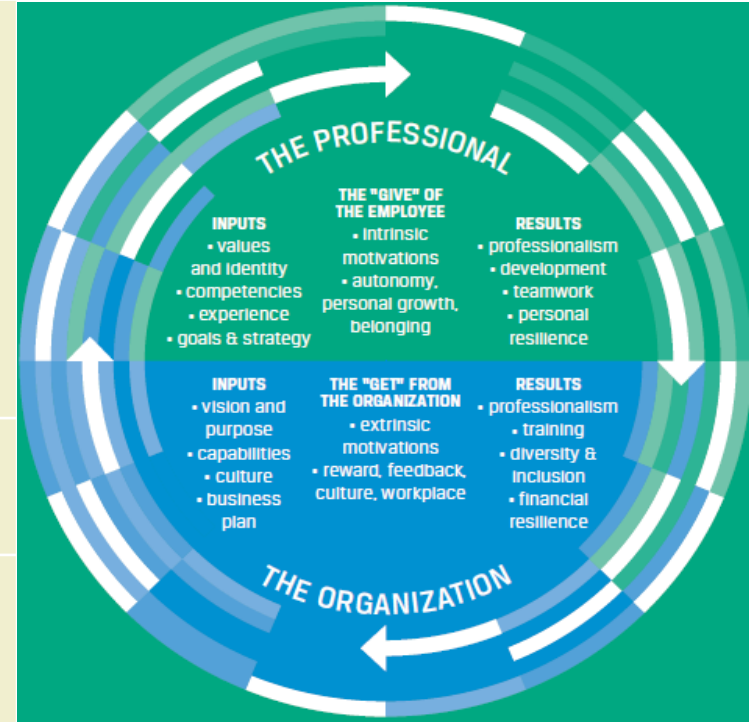 THE PROFESSIONAL
INPUTS
▪ values
and identity
▪ competencies
▪ experience
▪ goals & strategy
THE "GIVE" OF
THE EMPLOYEE
▪ intrinsic
motivations
▪ autonomy,
personal growth,
belonging
RESULTS
▪ professionalism
▪ development
▪ teamwork
▪ personal
resilience
INPUTS
▪ vision and
purpose
▪ capabilities
▪ culture
▪ business
plan
THE "GET" FROM
THE ORGANIZATION
▪ extrinsic
motivations
▪ reward, feedback,
culture, workplace
RESULTS
▪ professionalism
▪ training
▪ diversity &
inclusion
▪ financial
resilience
THE ORGANIZATION